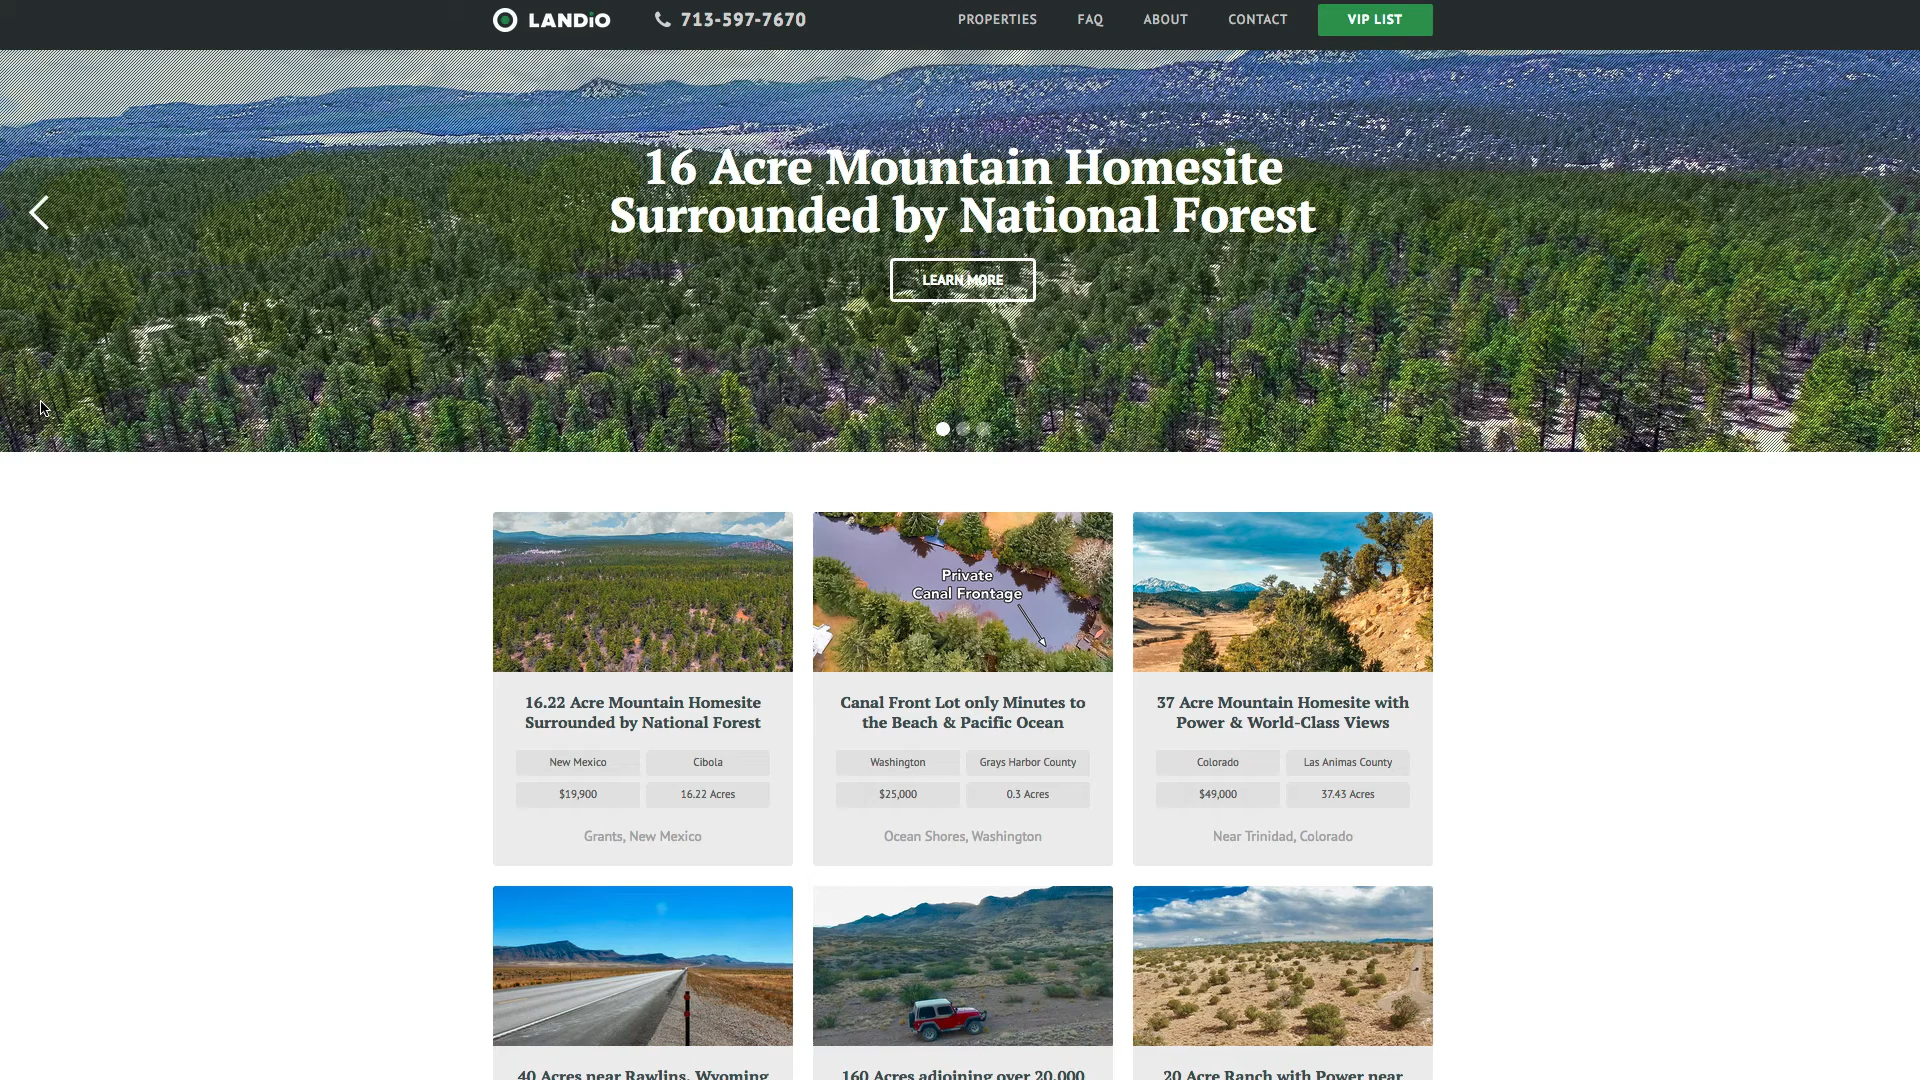 LANDiO
713-597-7670
PROPERTIES
FAQ
ABOUT
CONTACT
VIP LIST
16 Acre Mountain Homesite
Surrounded by National Forest
LEARN MORE
Private
Canal Frontage
16.22 Acre Mountain Homesite
Surrounded by National Forest
New Mexico
Cibola
$19,900
16.22 Acres
Grants, New Mexico
Canal Front Lot only Minutes to
the Beach & Pacific Ocean
Washington
Grays Harbor County
$25,000
0.3 Acres
Ocean Shores, Washington
37 Acre Mountain Homesite with
Power & World-Class Views
Colorado
Las Animas County
$49,000
37.43 Acres
Near Trinidad, Colorado
40 Acres near Rawlins, Wyoming
160 Acres adjoining over 20,000
20 Acre Ranch with Power near